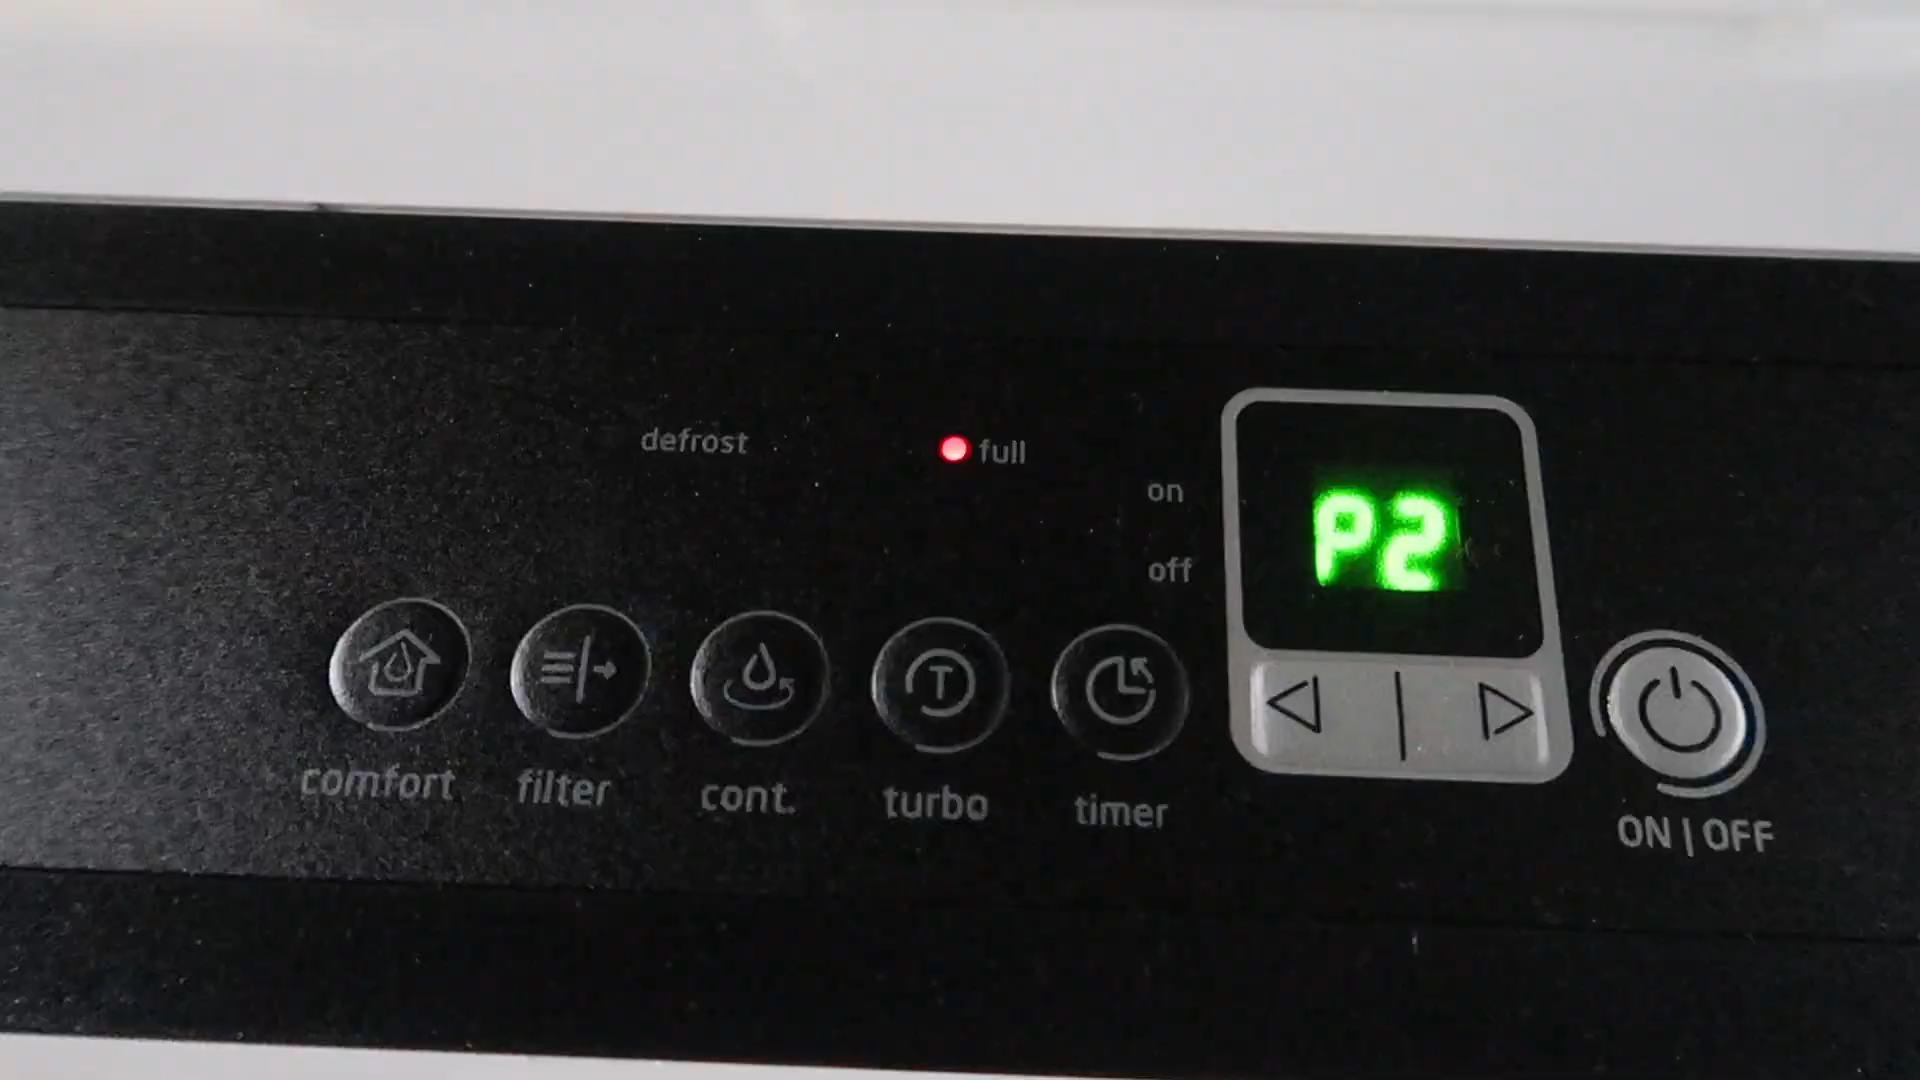 defrost
full
on
off
P2
T
comfort
filter
cont.
turbo
timer
ON | OFF